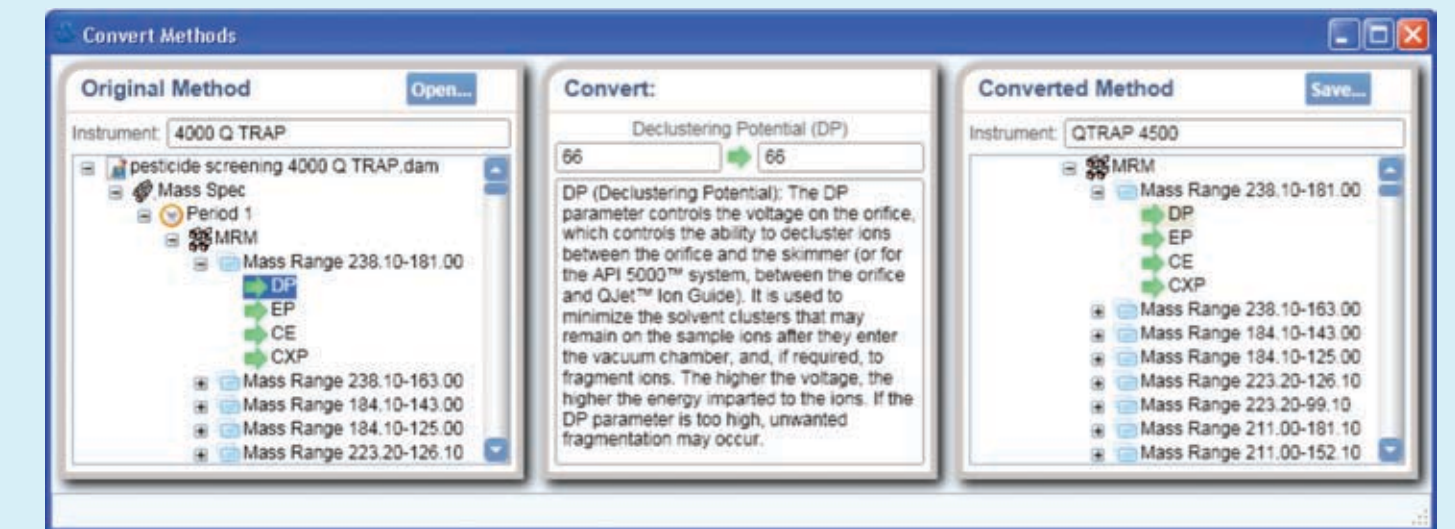 Convert Methods
Original Method
Open...
Instrument: 4000 Q TRAP
pesticide screening 4000 Q TRAP.dam
Mass Spec
Period 1
MRM
Mass Range 238.10-181.00
DP
EP
CE
CXP
Mass Range 238.10-163.00
Mass Range 184.10-143.00
Mass Range 184.10-125.00
Mass Range 223.20-126.10
Convert:
Declustering Potential (DP)
66 66
DP (Declustering Potential): The DP
parameter controls the voltage on the orifice,
which controls the ability to decluster ions
between the orifice and the skimmer (or for
the API 5000™ system, between the orifice
and QJet™ Ion Guide). It is used to
minimize the solvent clusters that may
remain on the sample ions after they enter
the vacuum chamber, and, if required, to
fragment ions. The higher the voltage, the
higher the energy imparted to the ions. If the
DP parameter is too high, unwanted
fragmentation may occur.
Converted Method
Save...
Instrument: QTRAP 4500
MRM
Mass Range 238.10-181.00
DP
EP
CE
CXP
Mass Range 238.10-163.00
Mass Range 184.10-143.00
Mass Range 184.10-125.00
Mass Range 223.20-126.10
Mass Range 223.20-99.10
Mass Range 211.00-181.10
Mass Range 211.00-152.10